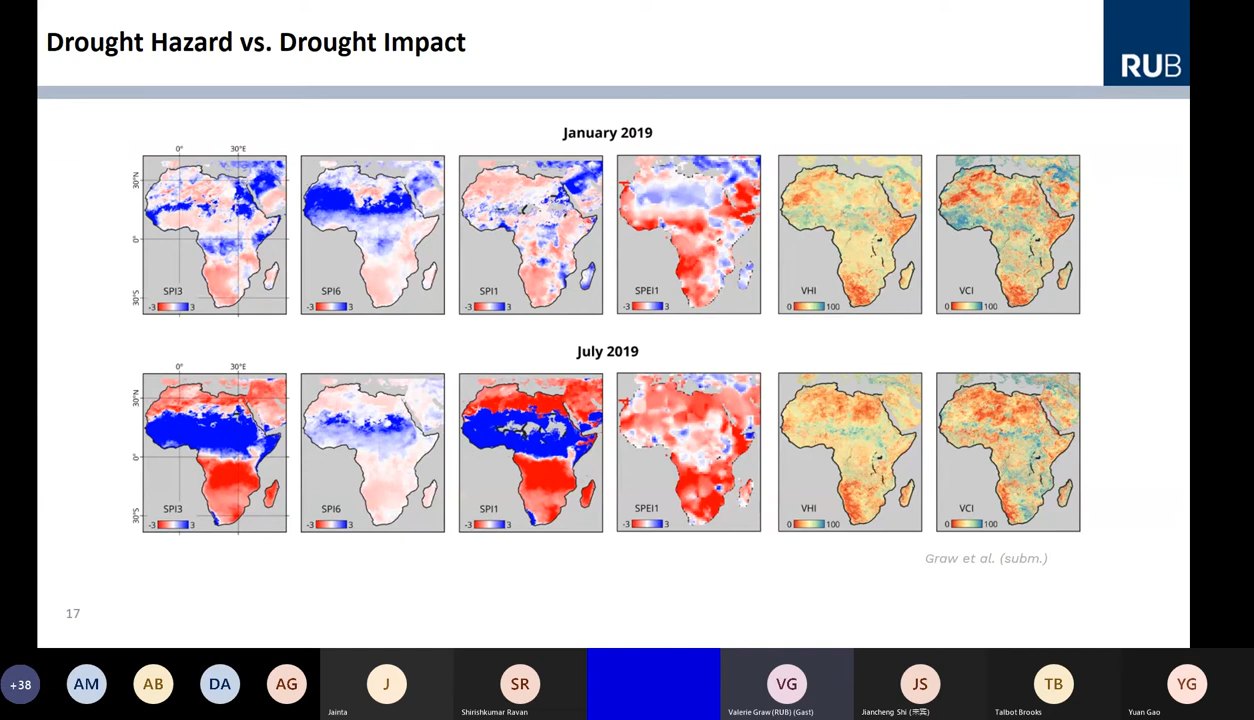 Drought Hazard vs. Drought Impact
RUB
January 2019
0° 30°E
30°N
0°
30°S
SPI3
-3 3
SPI6
-3 3
SPI1
-3 3
SPEI1
-3 3
VHI
0 100
VCI
0 100
July 2019
0° 30°E
30°N
0°
30°S
SPI3
-3 3
SPI6
-3 3
SPI1
-3 3
SPEI1
-3 3
VHI
0 100
VCI
0 100
Graw et al. (subm.)
17
+38
AM
AB
DA
AG
J
SR
VG
JS
TB
YG
Jainta
Shirishkumar Ravan
Valerie Graw (RUB) (Gast)
Jiancheng Shi
Talbot Brooks
Yuan Gao